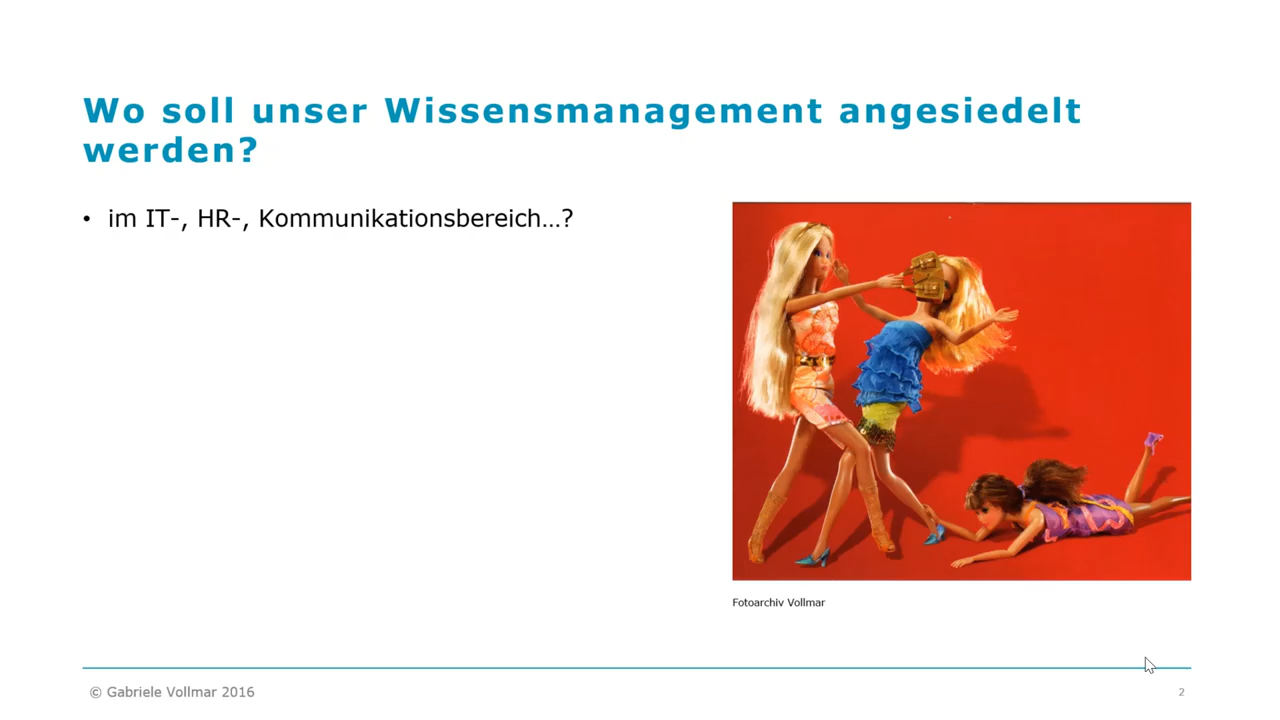 Wo soll unser Wissensmanagement angesiedelt
werden?
• im IT-, HR-, Kommunikationsbereich…?
Fotoarchiv Vollmar
© Gabriele Vollmar 2016
2